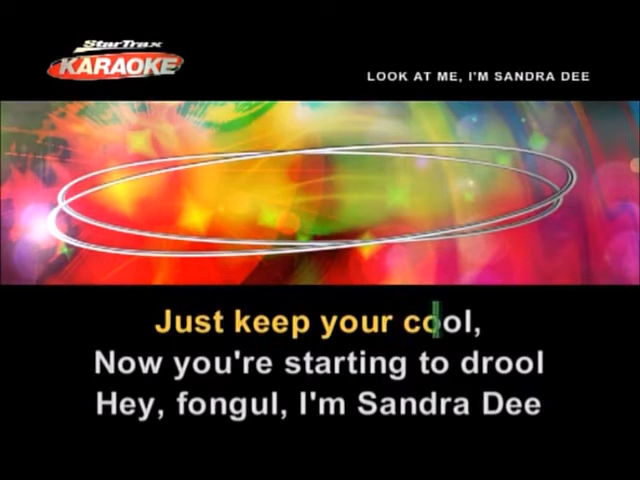 StarTrax
KARAOKE
LOOK AT ME, I'M SANDRA DEE
Just keep your cool,
Now you're starting to drool
Hey, fongul, I'm Sandra Dee